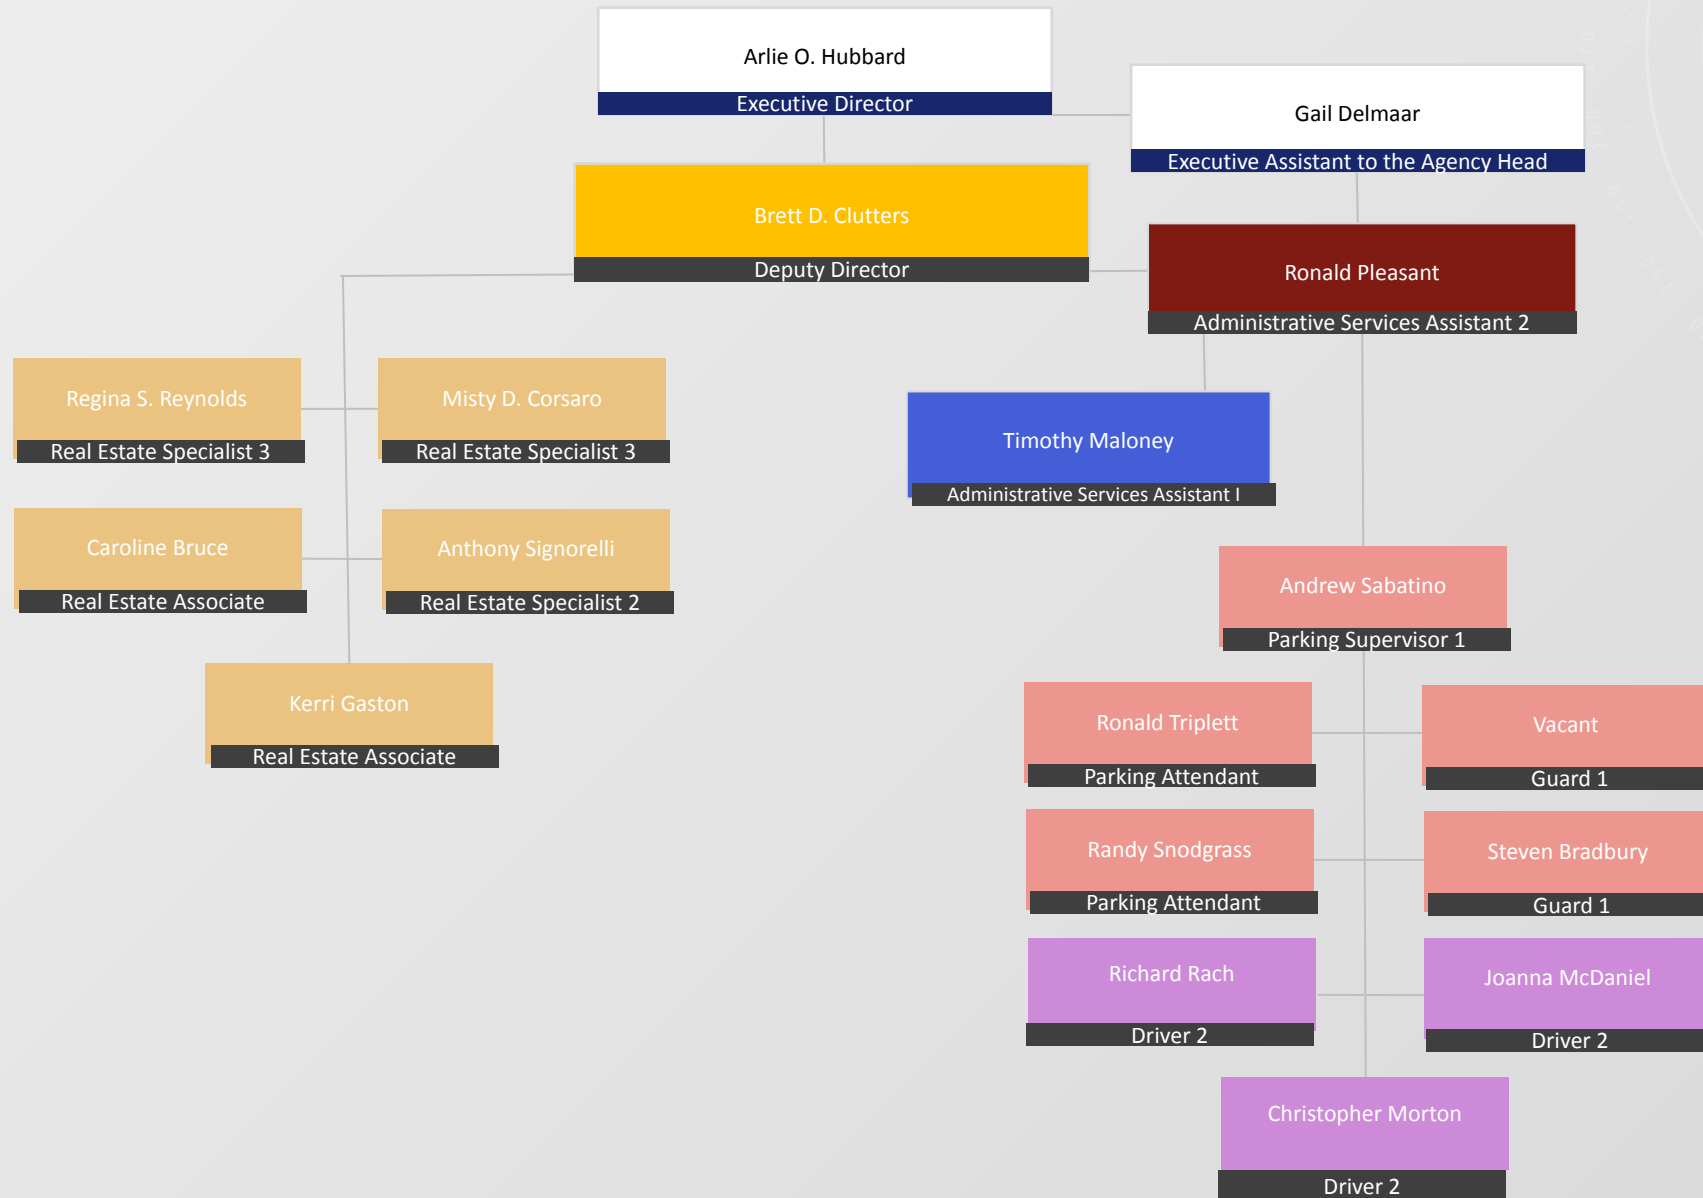 Arlie O. Hubbard
Executive Director
Gail Delmaar
Executive Assistant to the Agency Head
Brett D. Clutters
Deputy Director
Ronald Pleasant
Administrative Services Assistant 2
Regina S. Reynolds
Real Estate Specialist 3
Misty D. Corsaro
Real Estate Specialist 3
Timothy Maloney
Administrative Services Assistant I
Caroline Bruce
Real Estate Associate
Anthony Signorelli
Real Estate Specialist 2
Andrew Sabatino
Parking Supervisor 1
Kerri Gaston
Real Estate Associate
Ronald Triplett
Parking Attendant
Vacant
Guard 1
Randy Snodgrass
Parking Attendant
Steven Bradbury
Guard 1
Richard Rach
Driver 2
Joanna McDaniel
Driver 2
Christopher Morton
Driver 2